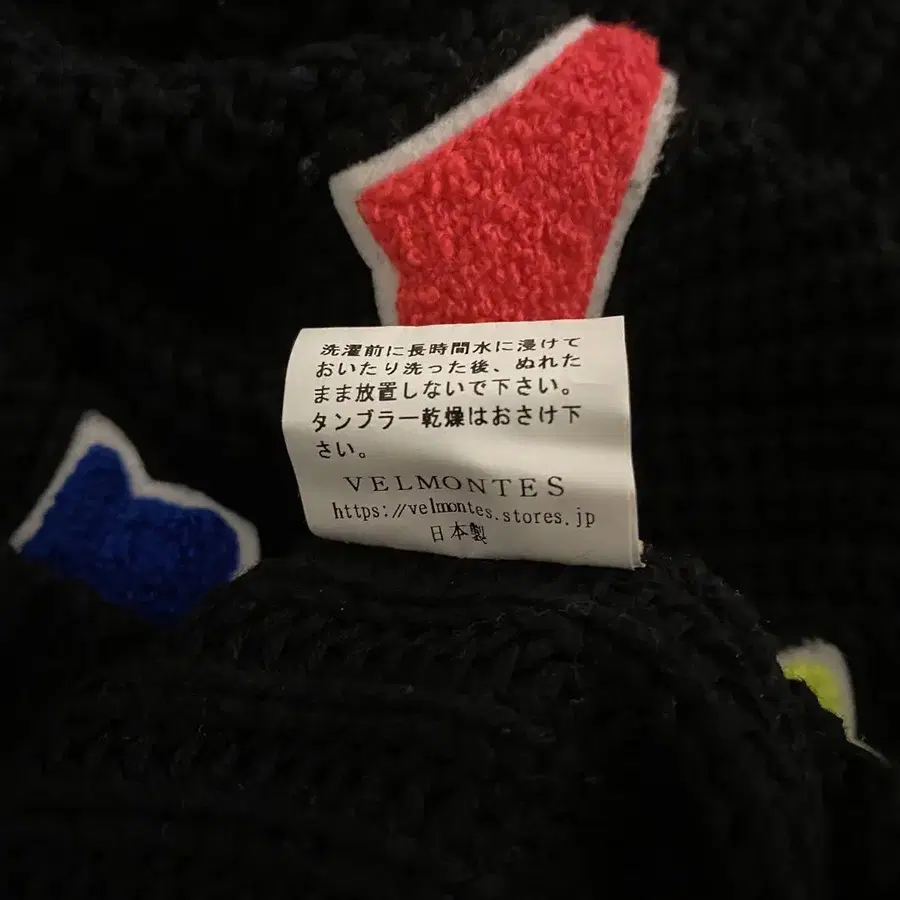 洗濯前に長時間水に浸けて
おいたり洗った後、ぬれた
まま放置しないで下さい。
タンブラー乾燥はおさけ下
さい。
VELMONTES
https://velmontes.stores.jp
日本製